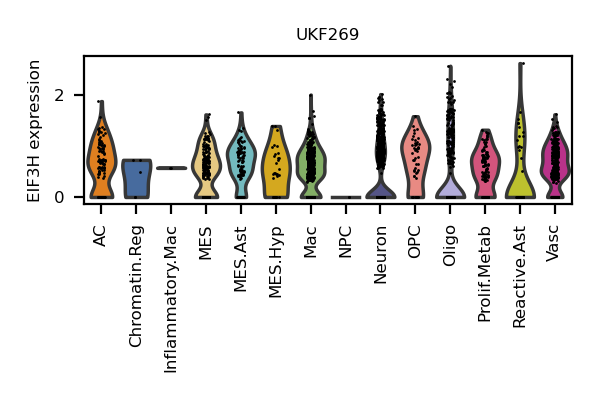 UKF269
EIF3H expression
2
0
AC
Chromatin.Reg
Inflammatory.Mac
MES
MES.Ast
MES.Hyp
Mac
NPC
Neuron
OPC
Oligo
Prolif.Metab
Reactive.Ast
Vasc